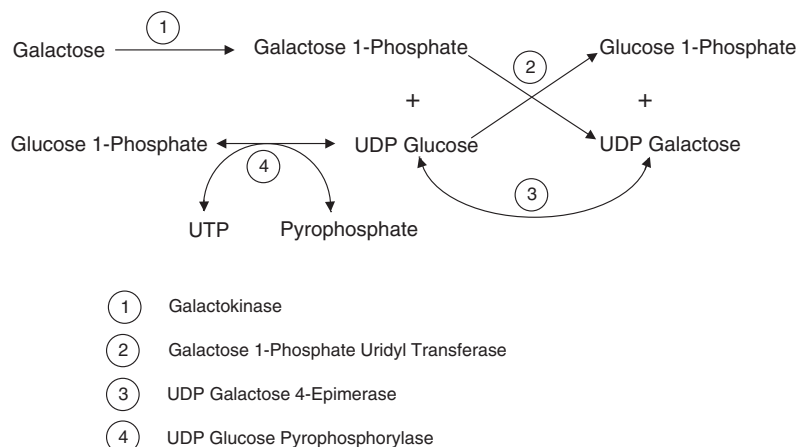 1
Galactose Galactose 1-Phosphate 2 Glucose 1-Phosphate
+ +
Glucose 1-Phosphate UDP Glucose UDP Galactose
4
3
UTP Pyrophosphate
1 Galactokinase
2 Galactose 1-Phosphate Uridyl Transferase
3 UDP Galactose 4-Epimerase
4 UDP Glucose Pyrophosphorylase